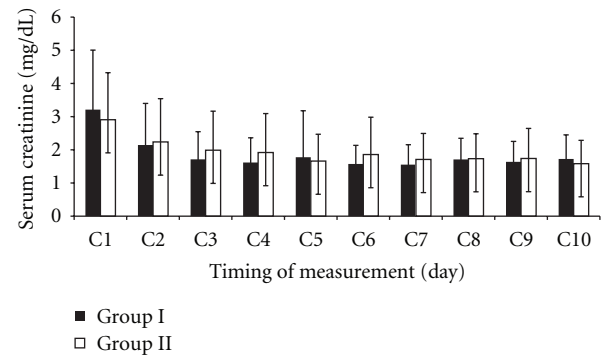 Serum creatinine (mg/dL)
6
5
4
3
2
1
0
C1 C2 C3 C4 C5 C6 C7 C8 C9 C10
Timing of measurement (day)
Group I
Group II